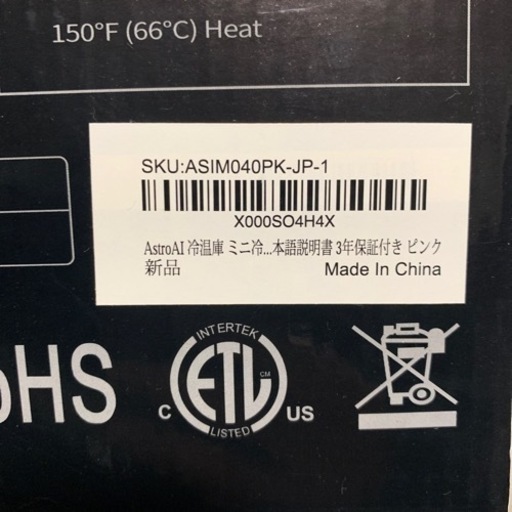 150°F (66°C) Heat
SKU:ASIM040PK-JP-1
X000SO4H4X
AstroAI 冷温庫 ミニ冷...本語説明書 3年保証付き ピンク
新品
Made In China
oHS
INTERTEK
ETL
CM
C
US
LISTED